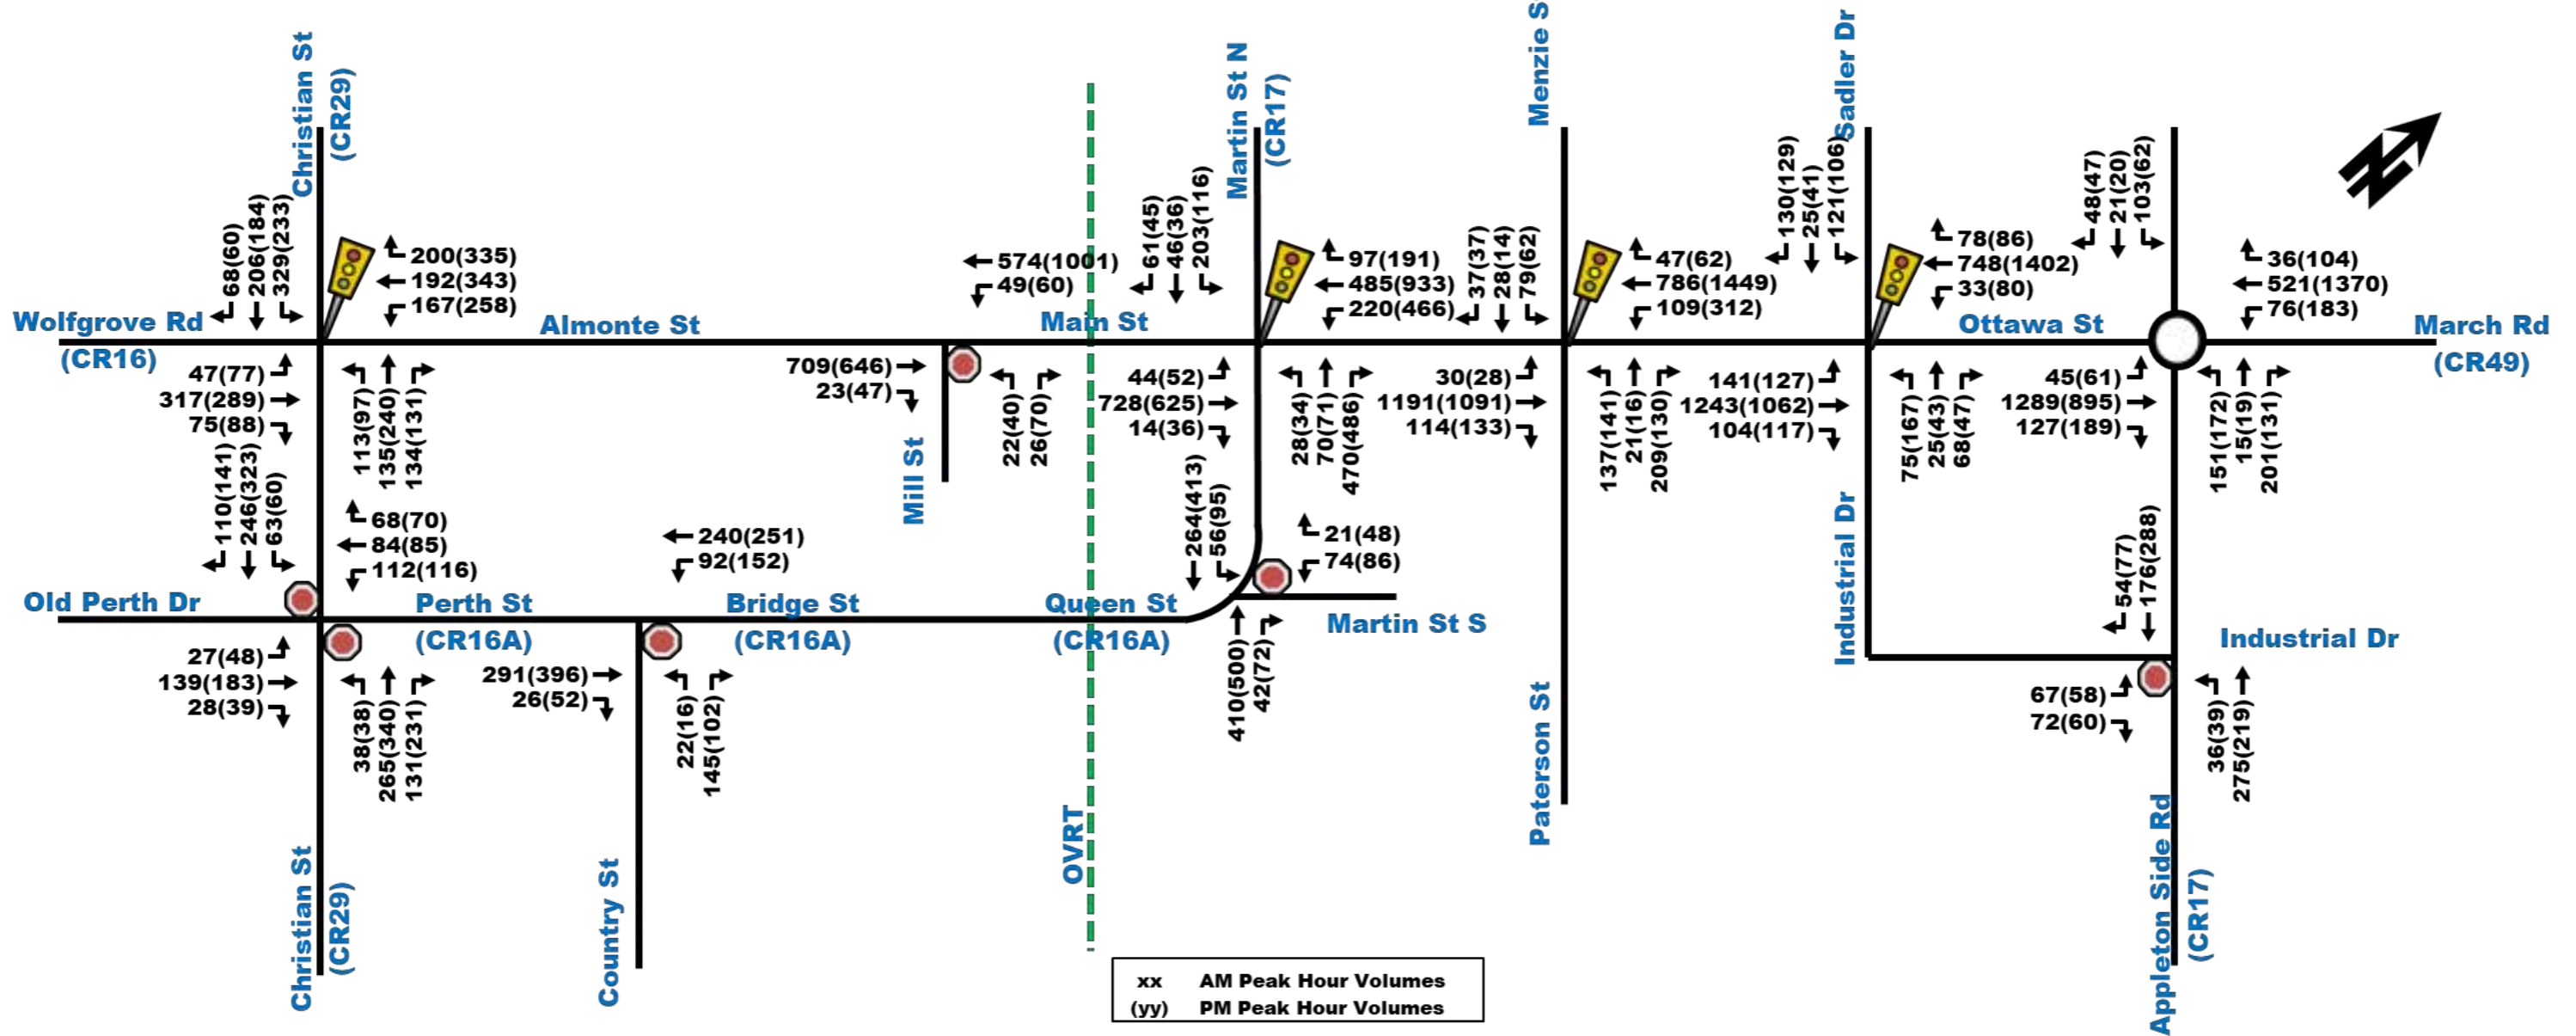 Christian St
(CR29)
68(60)
206(184)
329(233)
200(335)
192(343)
167(258)
Wolfgrove Rd
(CR16)
Almonte St
47(77)
317(289)
75(88)
113(97)
135(240)
134(131)
574(1001)
49(60)
709(646)
23(47)
Mill St
22(40)
26(70)
Main St
61(45)
46(36)
203(116)
Martin St N
(CR17)
97(191)
485(933)
220(466)
44(52)
728(625)
14(36)
28(34)
70(71)
470(486)
Menzie S
37(37)
28(14)
79(62)
47(62)
786(1449)
109(312)
30(28)
1191(1091)
114(133)
137(141)
21(16)
209(130)
Sadler Dr
130(129)
25(41)
121(106)
78(86)
748(1402)
33(80)
141(127)
1243(1062)
104(117)
75(167)
25(43)
68(47)
Ottawa St
48(47)
21(20)
103(62)
36(104)
521(1370)
76(183)
March Rd
(CR49)
45(61)
1289(895)
127(189)
151(172)
15(19)
201(131)
110(141)
246(323)
63(60)
68(70)
84(85)
112(116)
Old Perth Dr
Perth St
(CR16A)
27(48)
139(183)
28(39)
38(38)
265(340)
131(231)
Christian St
(CR29)
240(251)
92(152)
Bridge St
(CR16A)
291(396)
26(52)
22(16)
145(102)
Country St
Queen St
(CR16A)
OVRT
264(413)
56(95)
21(48)
74(86)
Martin St S
410(500)
42(72)
Paterson St
Industrial Dr
54(77)
176(288)
Industrial Dr
67(58)
72(60)
36(39)
275(219)
Appleton Side Rd
(CR17)
xx AM Peak Hour Volumes
(yy) PM Peak Hour Volumes